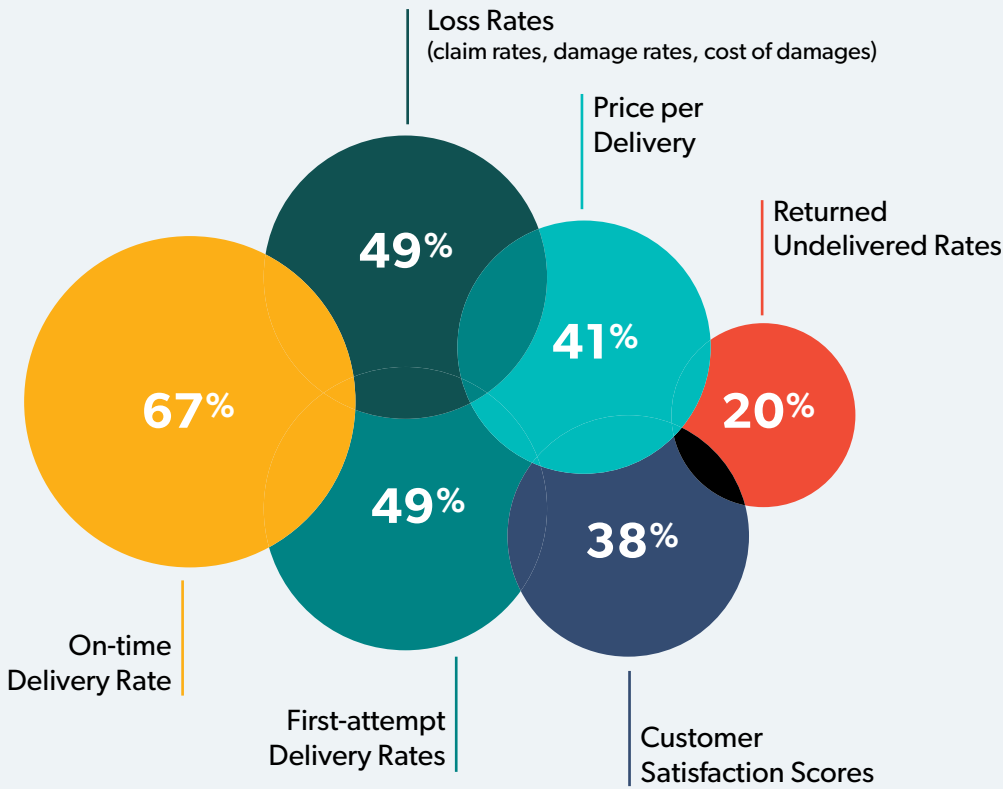 Loss Rates
(claim rates, damage rates, cost of damages)
Price per
Delivery
Returned
Undelivered Rates
49%
41%
20%
67%
49%
38%
On-time
Delivery Rate
First-attempt
Delivery Rates
Customer
Satisfaction Scores